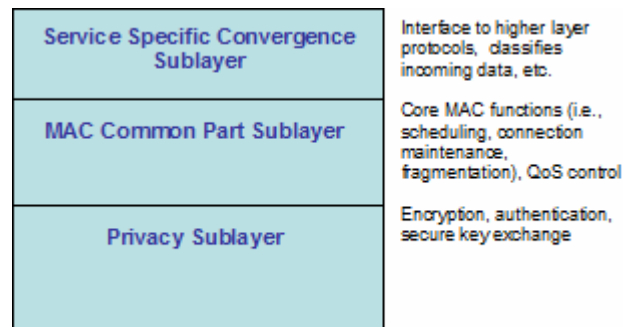 Service Specific Convergence
Sublayer
Interface to higher layer
protocols, classifies
incoming data, etc.
MAC Common Part Sublayer
Core MAC functions (i.e.,
scheduling, connection
maintenance,
fragmentation), QoS control
Privacy Sublayer
Encryption, authentication,
secure key exchange